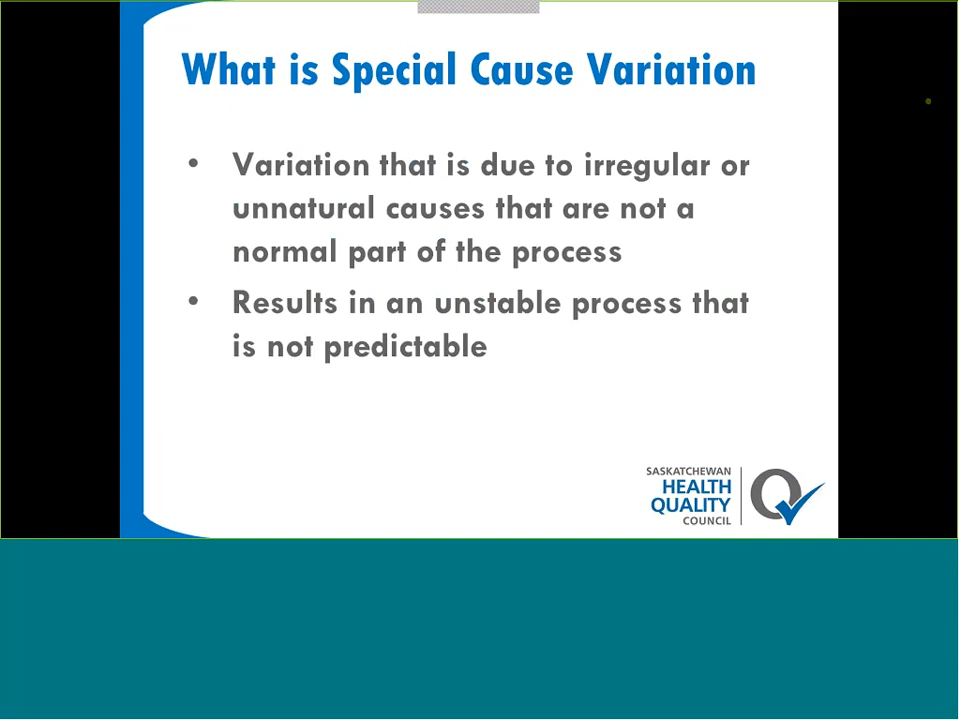 What is Special Cause Variation
• Variation that is due to irregular or
unnatural causes that are not a
normal part of the process
• Results in an unstable process that
is not predictable
SASKATCHEWAN
HEALTH
QUALITY
COUNCIL